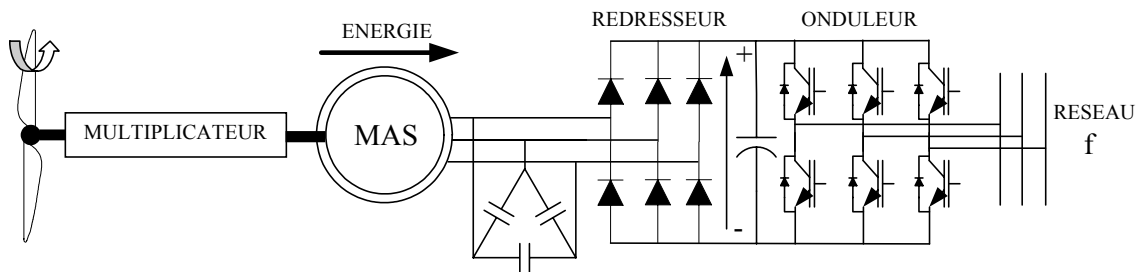 REDRESSEUR
ONDULEUR
ENERGIE
+
MULTIPLICATEUR
MAS
RESEAU
f
-